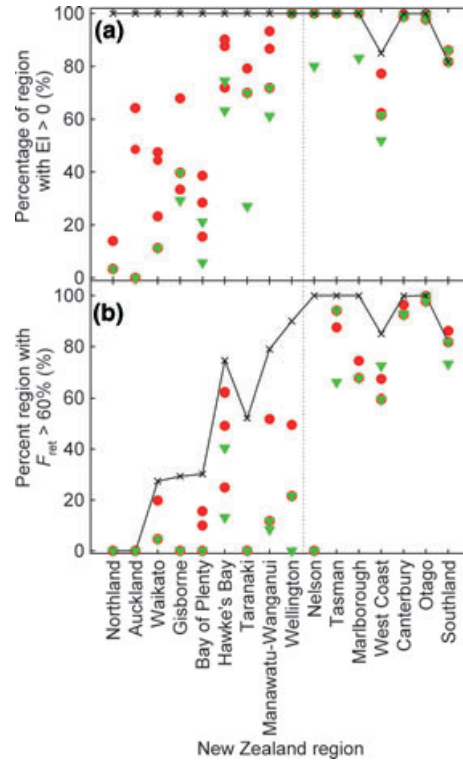 (a)
Percentage of region
with EI > 0 (%)
100
80
60
40
20
0
(b)
Percent region with
F_ret > 60% (%)
100
80
60
40
20
0
Northland
Auckland
Waikato
Gisborne
Bay of Plenty
Hawke's Bay
Taranaki
Manawatu-Wanganui
Wellington
Nelson
Tasman
Marlborough
West Coast
Canterbury
Otago
Southland
New Zealand region